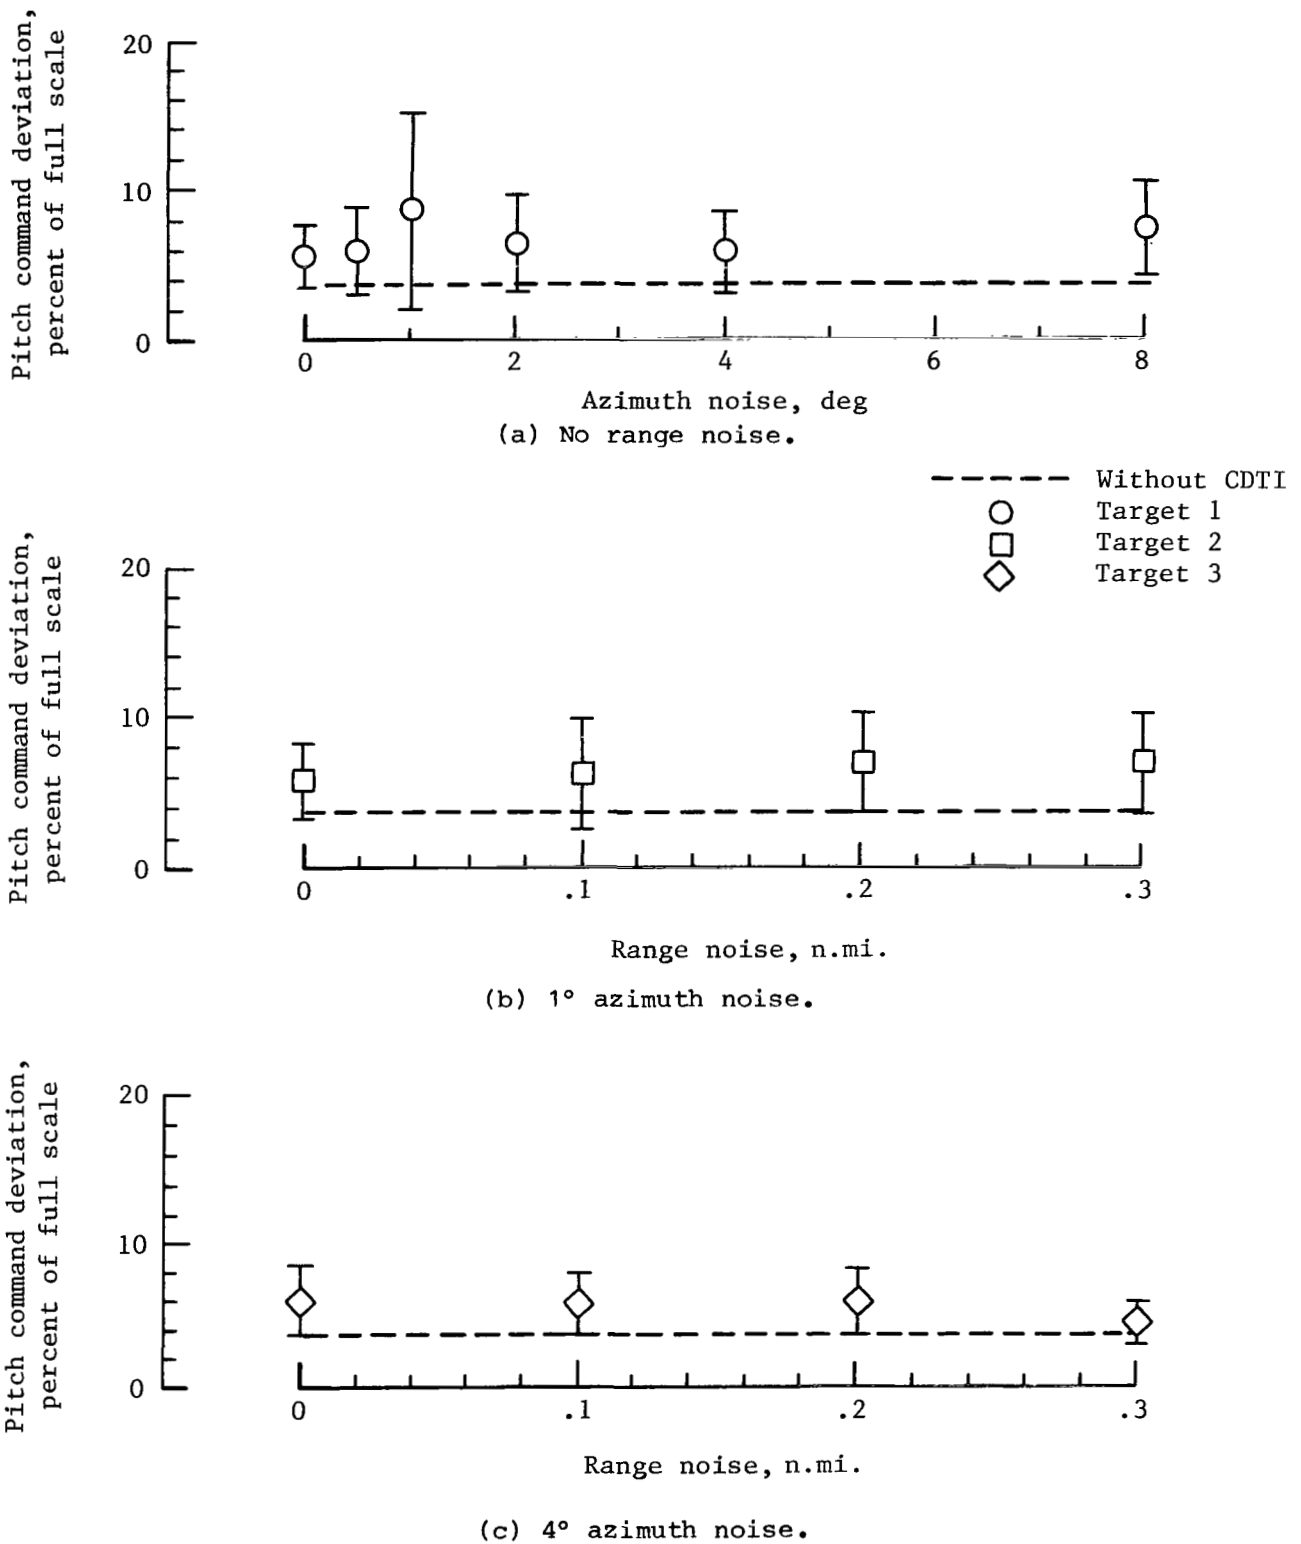 Pitch command deviation,
percent of full scale
20
10
0
0 2 4 6 8
Azimuth noise, deg
(a) No range noise.
Without CDTI
Target 1
Target 2
Target 3
Pitch command deviation,
percent of full scale
20
10
0
0 .1 .2 .3
Range noise, n.mi.
(b) 1° azimuth noise.
Pitch command deviation,
percent of full scale
20
10
0
0 .1 .2 .3
Range noise, n.mi.
(c) 4° azimuth noise.